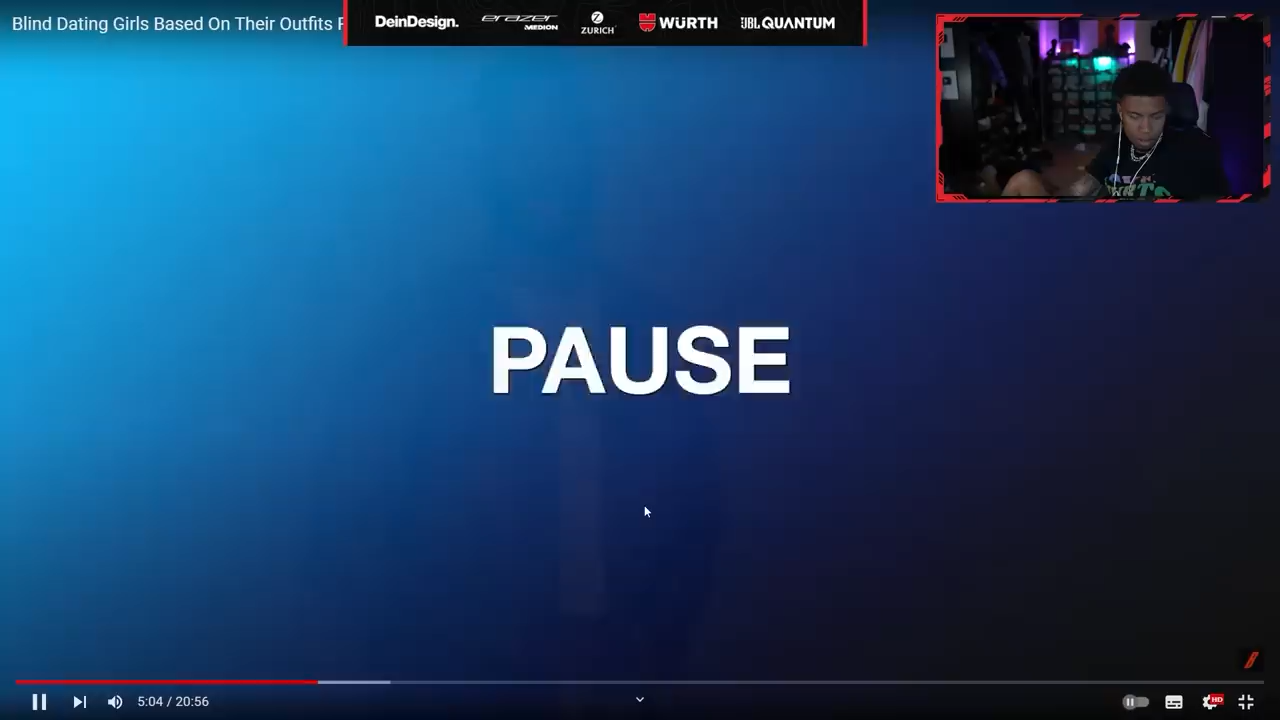 Blind Dating Girls Based On Their Outfits
DeinDesign.
erazer
MEDION
ZURICH
WÜRTH
JBL QUANTUM
PAUSE
5:04 / 20:56
HD